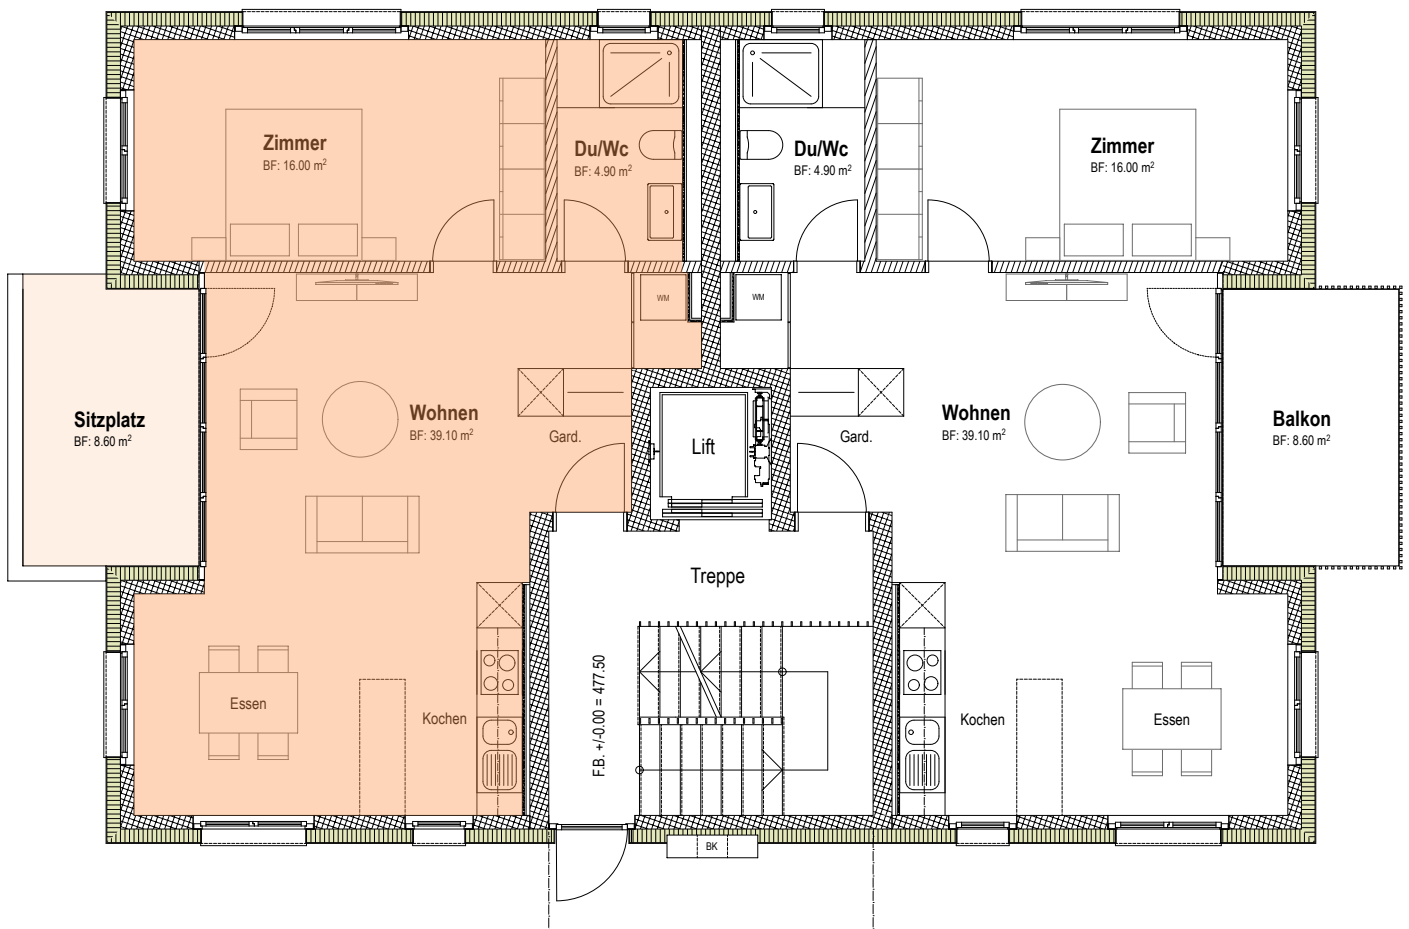 Zimmer
BF: 16.00 m²
Du/Wc
BF: 4.90 m²
Du/Wc
BF: 4.90 m²
Zimmer
BF: 16.00 m²
WM
WM
Sitzplatz
BF: 8.60 m²
Wohnen
BF: 39.10 m²
Gard.
Lift
Gard.
Wohnen
BF: 39.10 m²
Balkon
BF: 8.60 m²
Treppe
F.B. +/-0.00 = 477.50
Essen
Kochen
Kochen
Essen
BK